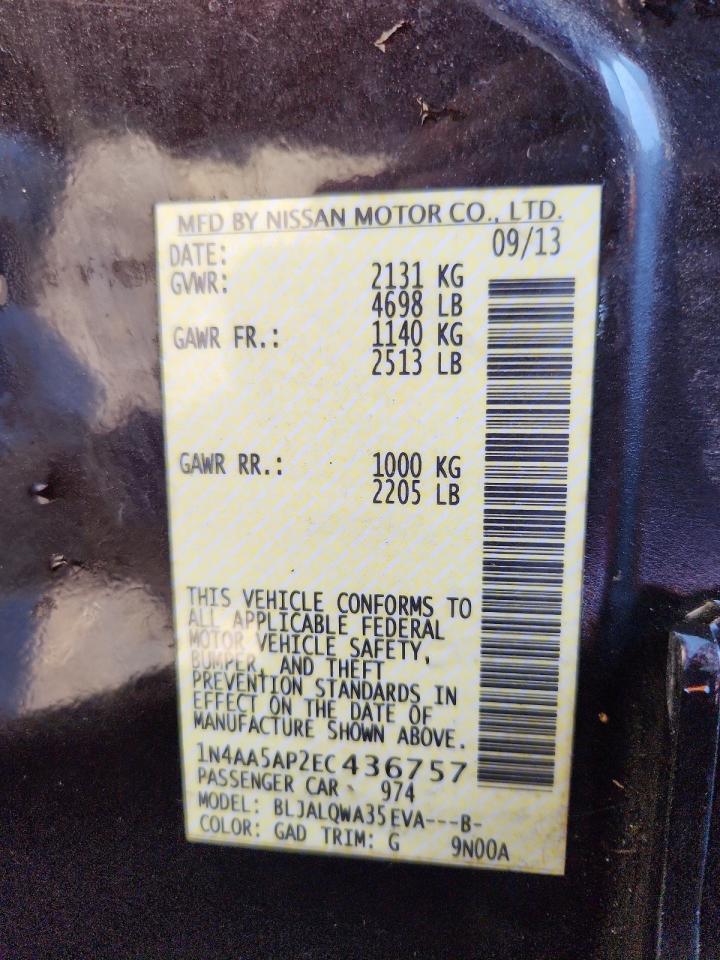 MFD BY NISSAN MOTOR CO., LTD.
DATE: 09/13
GVWR: 2131 KG
4698 LB
GAWR FR.: 1140 KG
2513 LB
GAWR RR.: 1000 KG
2205 LB
THIS VEHICLE CONFORMS TO
ALL APPLICABLE FEDERAL
MOTOR VEHICLE SAFETY,
BUMPER, AND THEFT
PREVENTION STANDARDS IN
EFFECT ON THE DATE OF
MANUFACTURE SHOWN ABOVE.
1N4AA5AP2EC436757
PASSENGER CAR 974
MODEL: BLJALQWA35EVA---B-
COLOR: GAD TRIM: G 9N00A